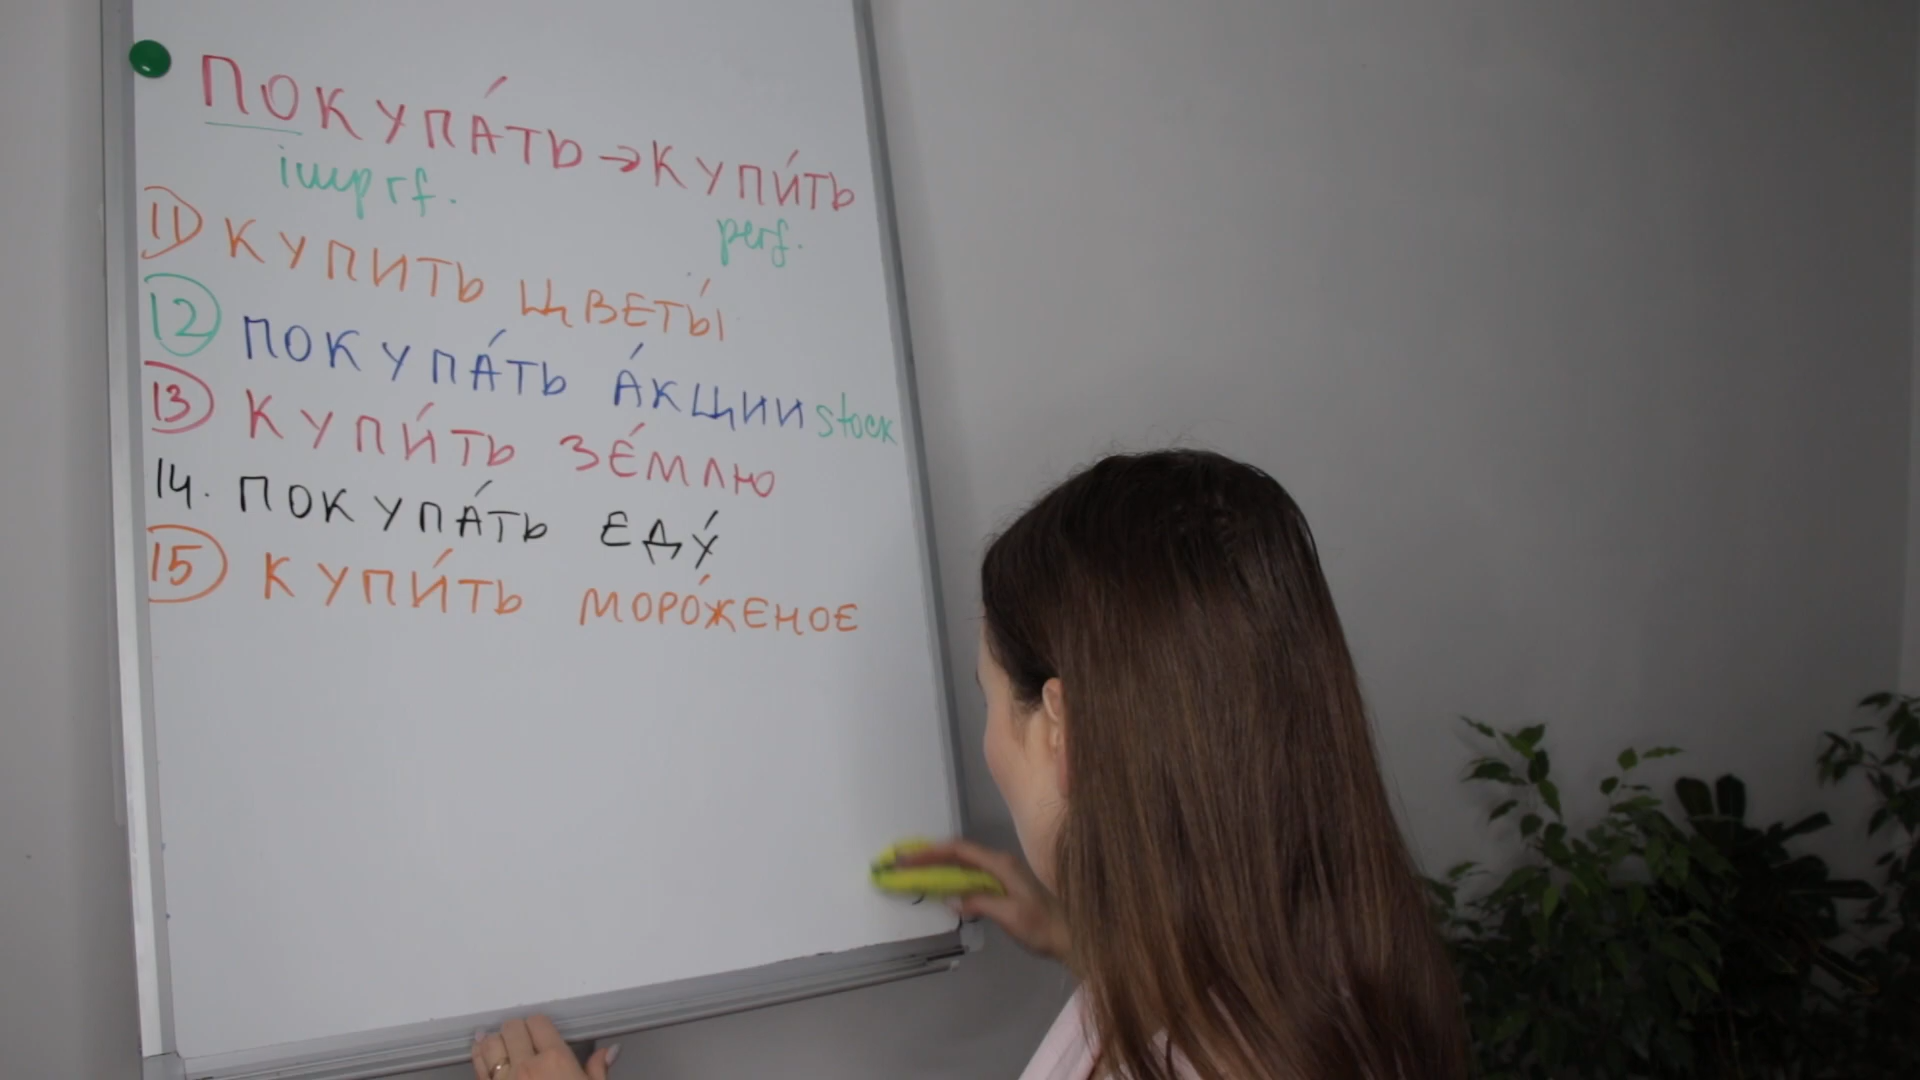 ПОКУПА́ТЬ → КУПИ́ТЬ
imprf. perf.
11) КУПИТЬ ЦВЕТЫ́
12 ПОКУПА́ТЬ А́КЦИИ stock
13 КУПИ́ТЬ ЗЕ́МЛЮ
14. ПОКУПА́ТЬ ЕДУ́
15 КУПИ́ТЬ МОРО́ЖЕНОЕ